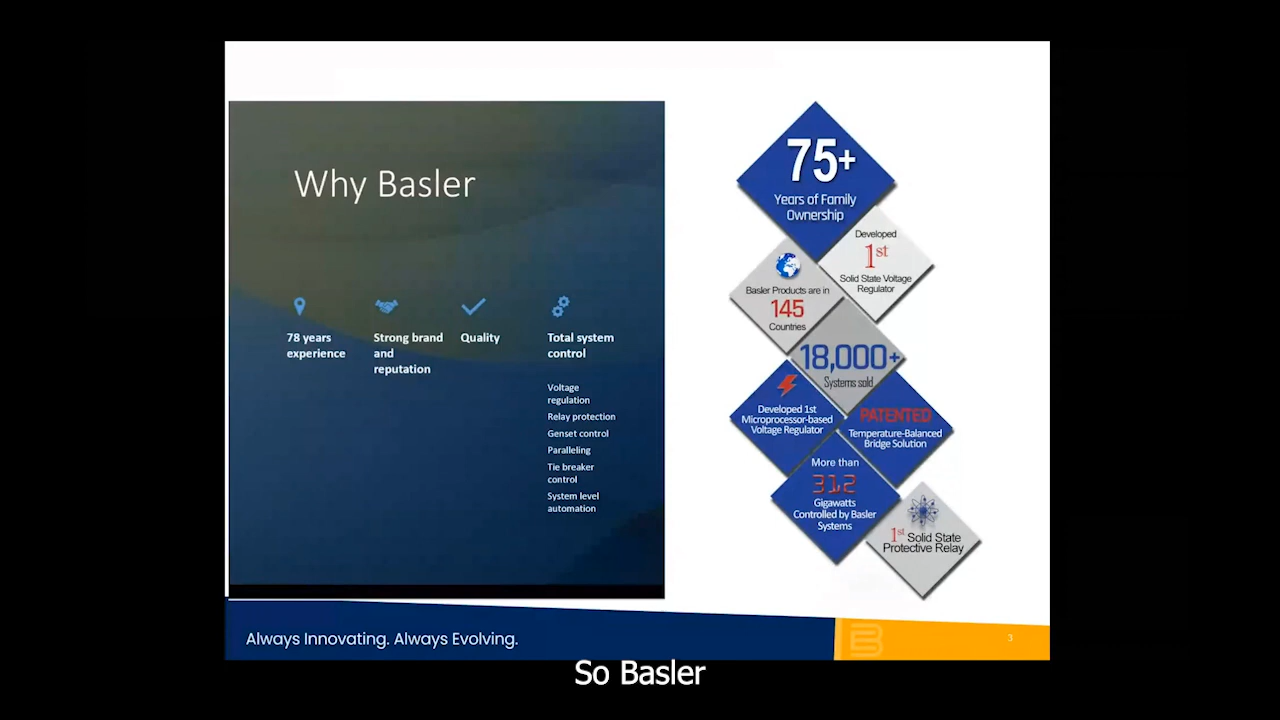 Why Basler
78 years
experience
Strong brand
and
reputation
Quality
Total system
control
Voltage
regulation
Relay protection
Genset control
Paralleling
Tie breaker
control
System level
automation
75+
Years of Family
Ownership
Developed
1st
Solid State Voltage
Regulator
Basler Products are in
145
Countries
18,000+
Systems sold
Developed 1st
Microprocessor-based
Voltage Regulator
PATENTED
Temperature-Balanced
Bridge Solution
More than
312
Gigawatts
Controlled by Basler
Systems
1st Solid State
Protective Relay
Always Innovating. Always Evolving.
3
So Basler